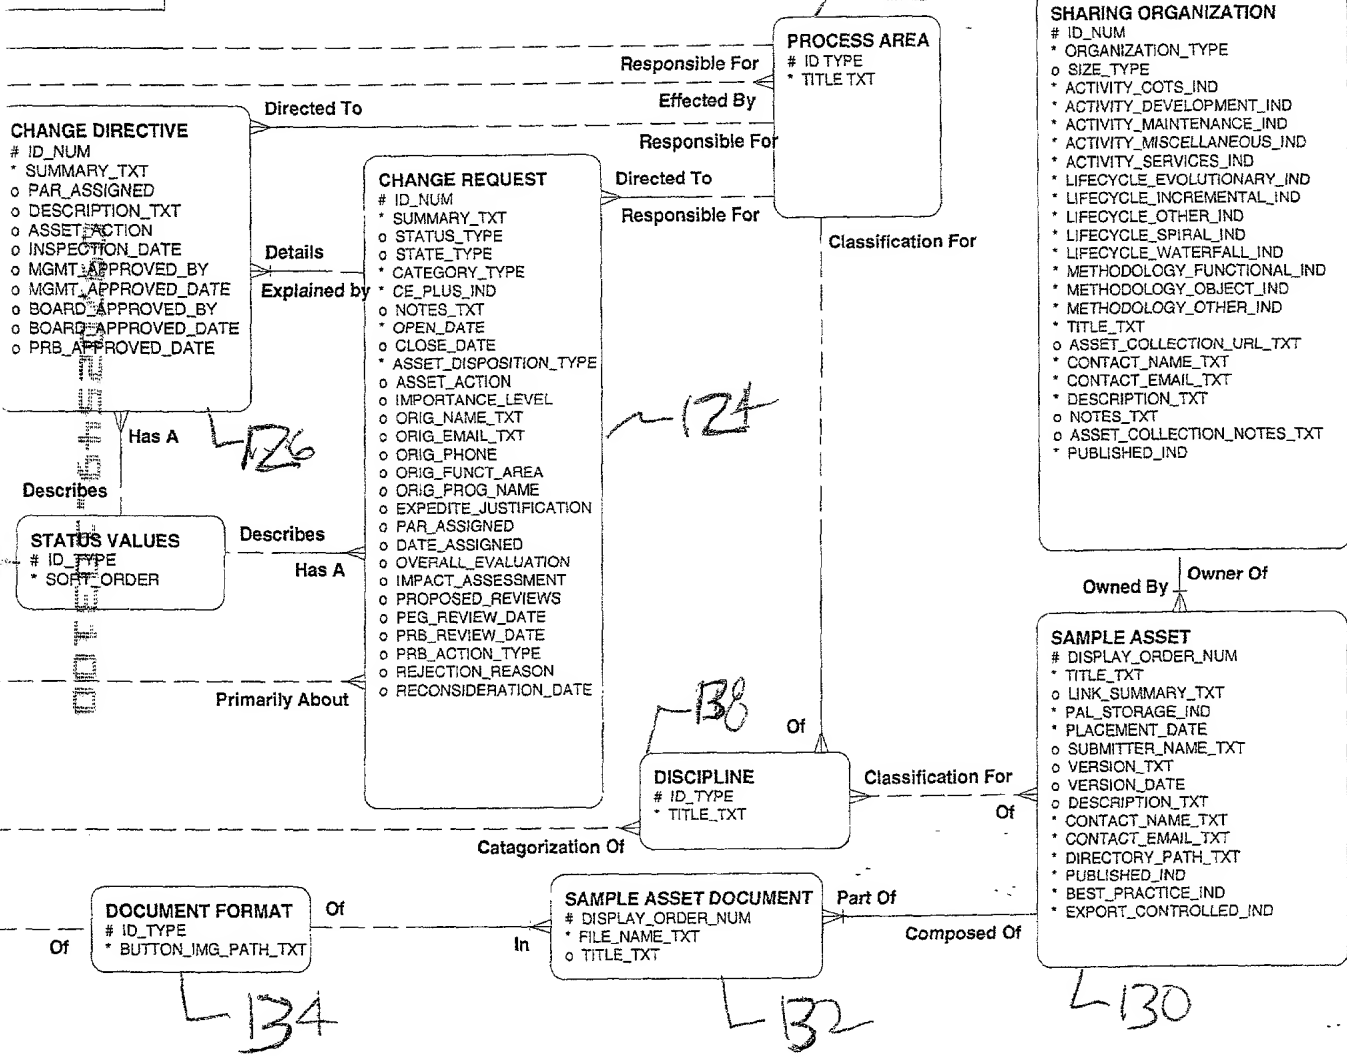 PROCESS AREA
# ID TYPE
* TITLE TXT
Responsible For
Effected By
Directed To
Responsible For
Directed To
Responsible For
Classification For
CHANGE DIRECTIVE
# ID_NUM
* SUMMARY_TXT
o PAR_ASSIGNED
o DESCRIPTION_TXT
o ASSET_ACTION
o INSPECTION_DATE
o MGMT_APPROVED_BY
o MGMT_APPROVED_DATE
o BOARD_APPROVED_BY
o BOARD_APPROVED_DATE
o PRB_APPROVED_DATE
Details
Explained by
Has A
126
Describes
STATUS VALUES
# ID_TYPE
* SORT_ORDER
Describes
Has A
Primarily About
CHANGE REQUEST
# ID_NUM
* SUMMARY_TXT
o STATUS_TYPE
o STATE_TYPE
* CATEGORY_TYPE
* CE_PLUS_IND
o NOTES_TXT
* OPEN_DATE
o CLOSE_DATE
* ASSET_DISPOSITION_TYPE
o ASSET_ACTION
o IMPORTANCE_LEVEL
o ORIG_NAME_TXT
o ORIG_EMAIL_TXT
o ORIG_PHONE
o ORIG_FUNCT_AREA
o ORIG_PROG_NAME
o EXPEDITE_JUSTIFICATION
o PAR_ASSIGNED
o DATE_ASSIGNED
o OVERALL_EVALUATION
o IMPACT_ASSESSMENT
o PROPOSED_REVIEWS
o PEG_REVIEW_DATE
o PRB_REVIEW_DATE
o PRB_ACTION_TYPE
o REJECTION_REASON
o RECONSIDERATION_DATE
124
SHARING ORGANIZATION
# ID_NUM
* ORGANIZATION_TYPE
o SIZE_TYPE
* ACTIVITY_COTS_IND
* ACTIVITY_DEVELOPMENT_IND
* ACTIVITY_MAINTENANCE_IND
* ACTIVITY_MISCELLANEOUS_IND
* ACTIVITY_SERVICES_IND
* LIFECYCLE_EVOLUTIONARY_IND
* LIFECYCLE_INCREMENTAL_IND
* LIFECYCLE_OTHER_IND
* LIFECYCLE_SPIRAL_IND
* LIFECYCLE_WATERFALL_IND
* METHODOLOGY_FUNCTIONAL_IND
* METHODOLOGY_OBJECT_IND
* METHODOLOGY_OTHER_IND
* TITLE_TXT
o ASSET_COLLECTION_URL_TXT
* CONTACT_NAME_TXT
* CONTACT_EMAIL_TXT
* DESCRIPTION_TXT
o NOTES_TXT
o ASSET_COLLECTION_NOTES_TXT
* PUBLISHED_IND
Owned By
Owner Of
SAMPLE ASSET
# DISPLAY_ORDER_NUM
* TITLE_TXT
o LINK_SUMMARY_TXT
* PAL_STORAGE_IND
* PLACEMENT_DATE
o SUBMITTER_NAME_TXT
o VERSION_TXT
o VERSION_DATE
o DESCRIPTION_TXT
* CONTACT_NAME_TXT
* CONTACT_EMAIL_TXT
* DIRECTORY_PATH_TXT
* PUBLISHED_IND
* BEST_PRACTICE_IND
* EXPORT_CONTROLLED_IND
130
138
Of
DISCIPLINE
# ID_TYPE
* TITLE_TXT
Classification For
Of
Catagorization Of
DOCUMENT FORMAT
# ID_TYPE
* BUTTON_IMG_PATH_TXT
Of
Of
In
134
SAMPLE ASSET DOCUMENT
# DISPLAY_ORDER_NUM
* FILE_NAME_TXT
o TITLE_TXT
Part Of
Composed Of
132